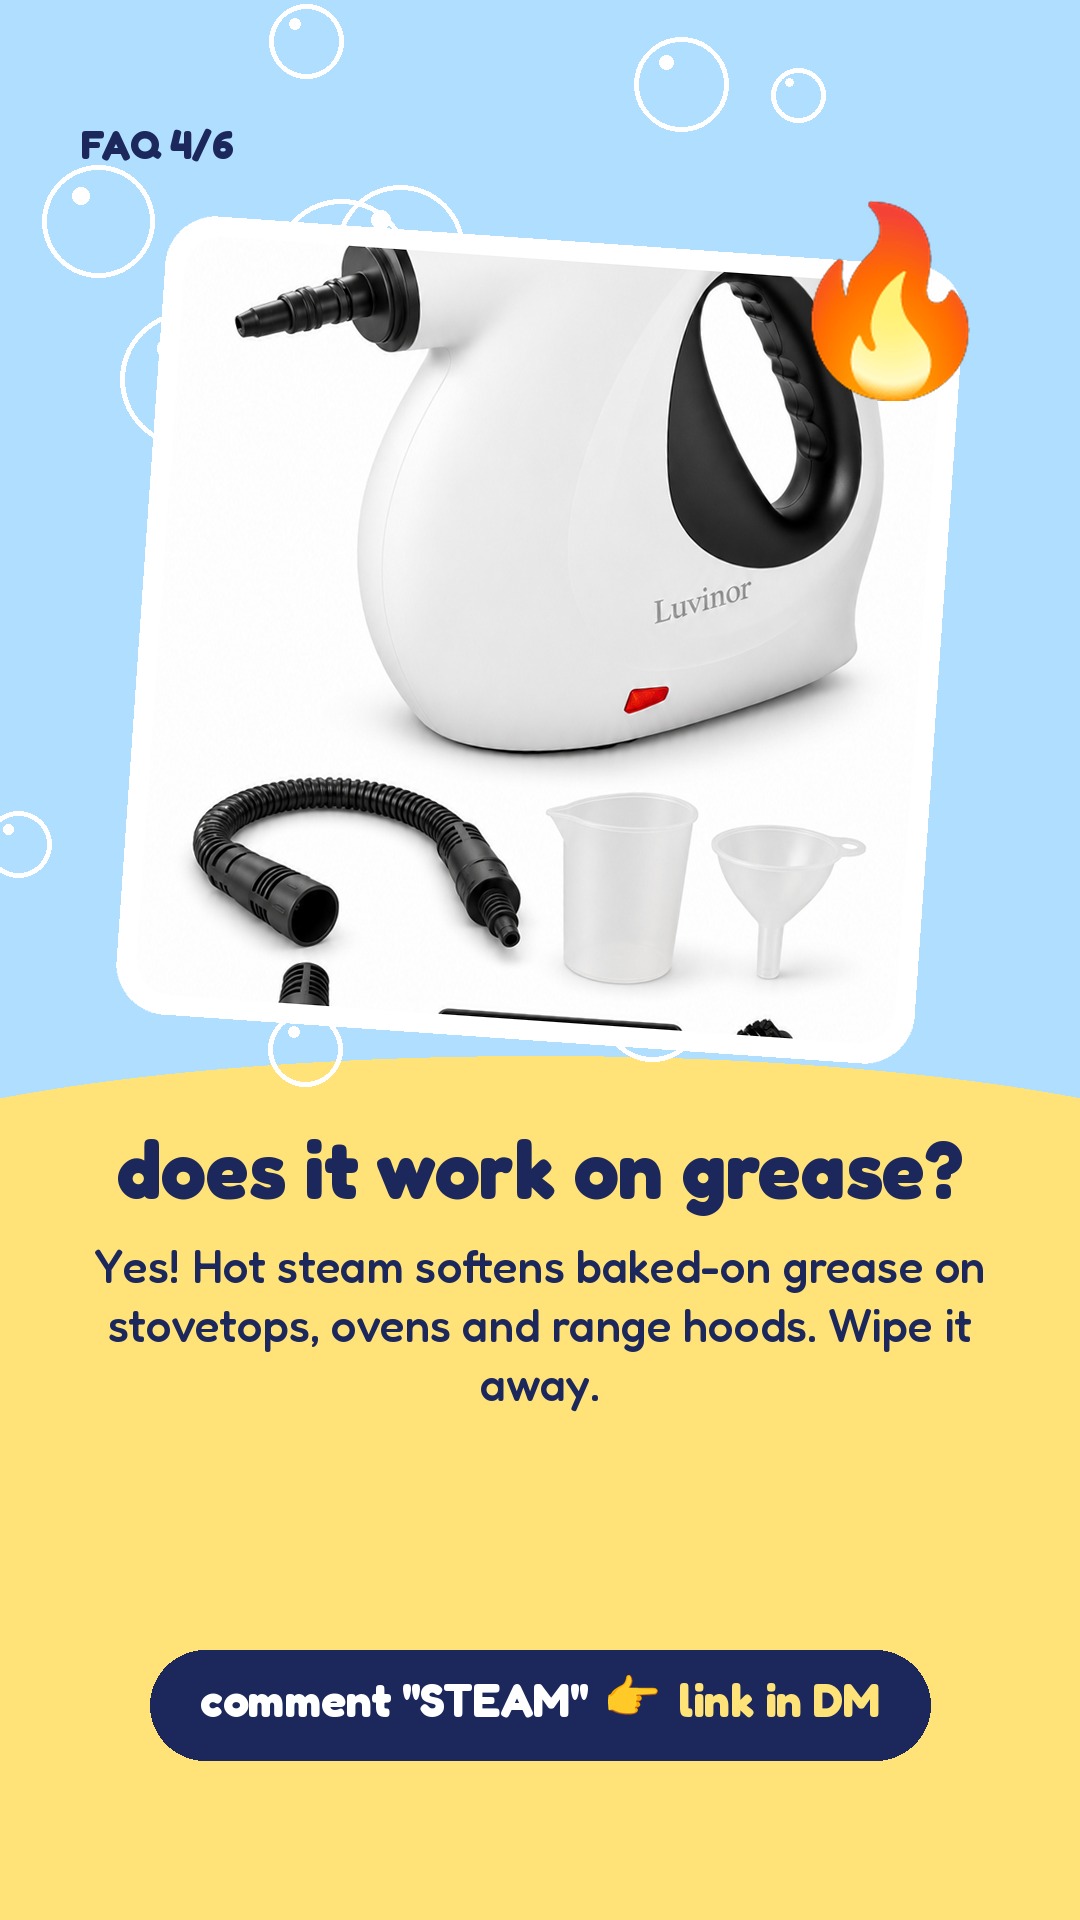 FAQ 4/6
Luvinor
does it work on grease?
Yes! Hot steam softens baked-on grease on
stovetops, ovens and range hoods. Wipe it
away.
comment "STEAM" 👉 link in DM